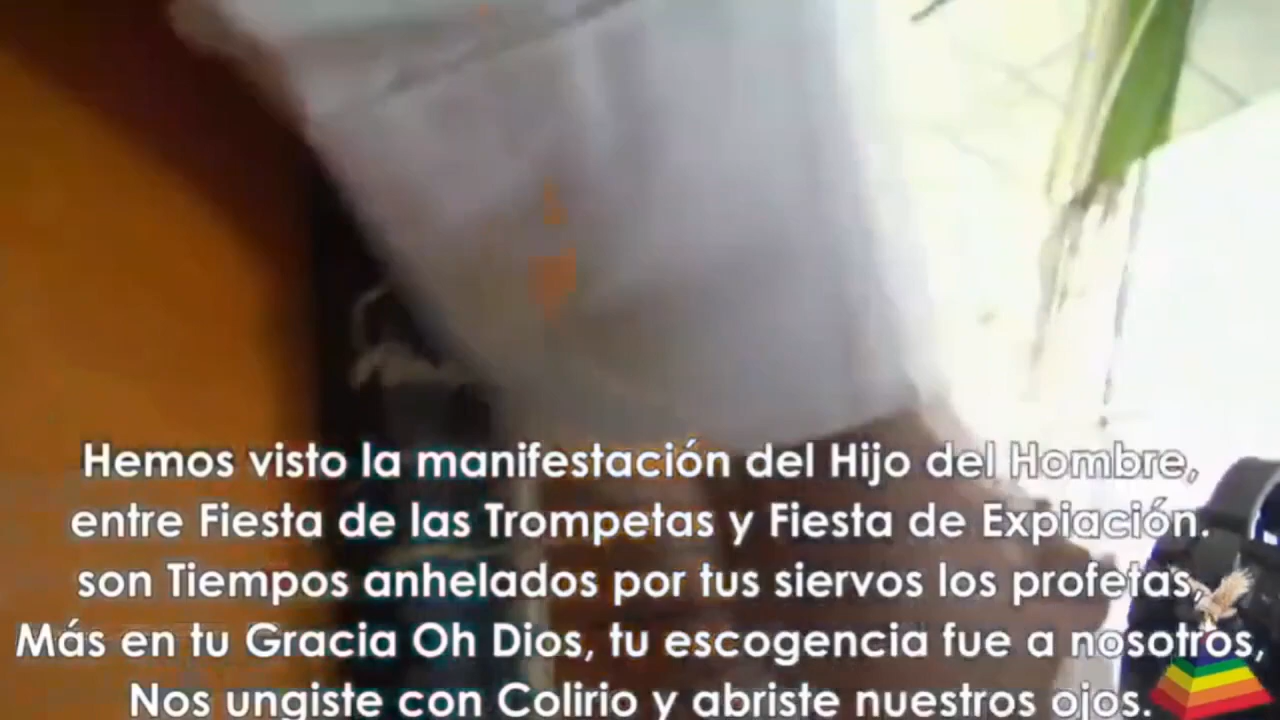 Hemos visto la manifestación del Hijo del Hombre,
entre Fiesta de las Trompetas y Fiesta de Expiación.
son Tiempos anhelados por tus siervos los profetas,
Más en tu Gracia Oh Dios, tu escogencia fue a nosotros,
Nos ungiste con Colirio y abriste nuestros ojos.